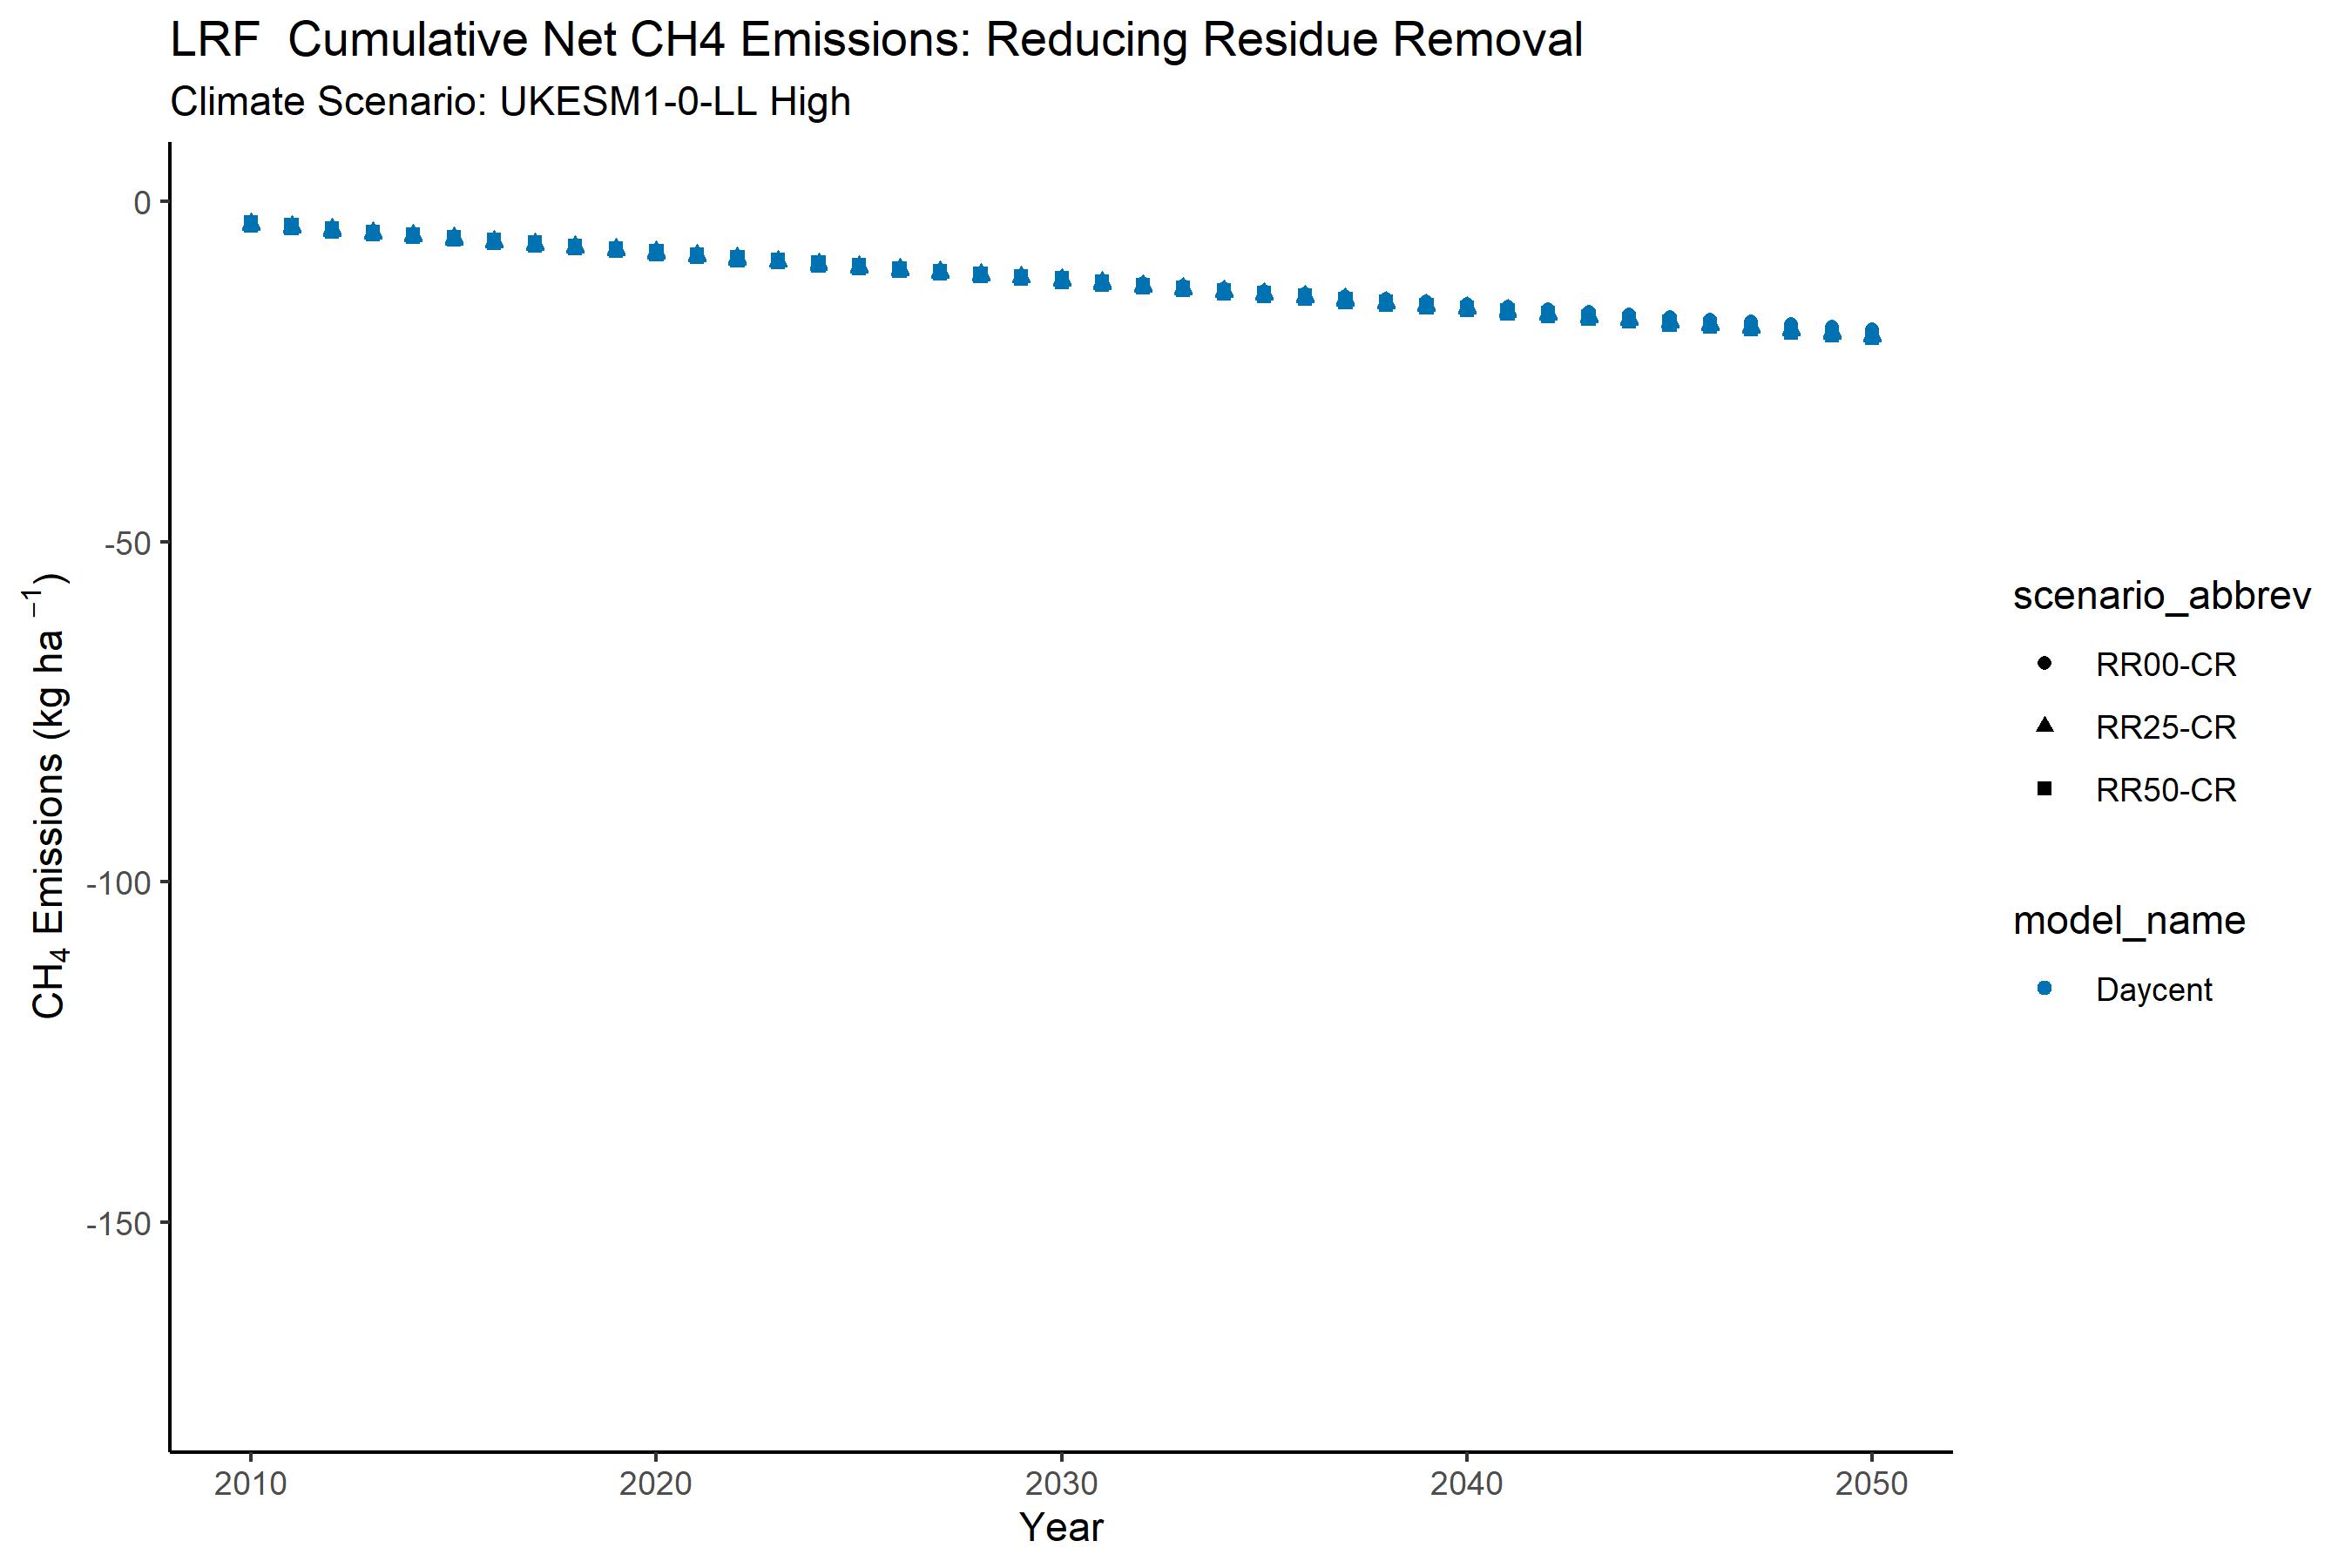 LRF  Cumulative Net CH4 Emissions: Reducing Residue Removal
Climate Scenario: UKESM1-0-LL High
CH₄ Emissions (kg ha ⁻¹)
0
-50
-100
-150
2010
2020
2030
2040
2050
Year
scenario_abbrev
RR00-CR
RR25-CR
RR50-CR
model_name
Daycent